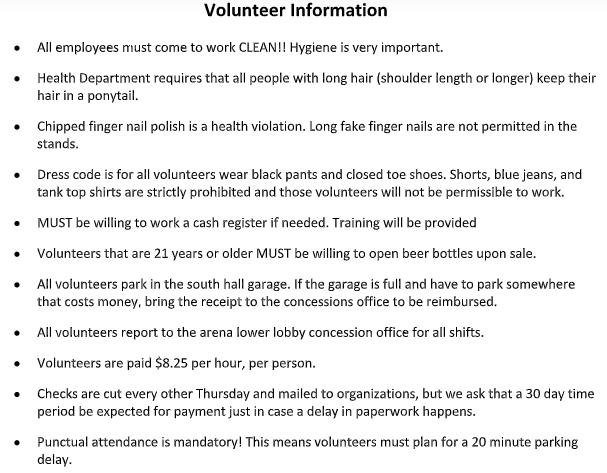 Volunteer Information
• All employees must come to work CLEAN!! Hygiene is very important.
• Health Department requires that all people with long hair (shoulder length or longer) keep their
hair in a ponytail.
• Chipped finger nail polish is a health violation. Long fake finger nails are not permitted in the
stands.
• Dress code is for all volunteers wear black pants and closed toe shoes. Shorts, blue jeans, and
tank top shirts are strictly prohibited and those volunteers will not be permissible to work.
• MUST be willing to work a cash register if needed. Training will be provided
• Volunteers that are 21 years or older MUST be willing to open beer bottles upon sale.
• All volunteers park in the south hall garage. If the garage is full and have to park somewhere
that costs money, bring the receipt to the concessions office to be reimbursed.
• All volunteers report to the arena lower lobby concession office for all shifts.
• Volunteers are paid $8.25 per hour, per person.
• Checks are cut every other Thursday and mailed to organizations, but we ask that a 30 day time
period be expected for payment just in case a delay in paperwork happens.
• Punctual attendance is mandatory! This means volunteers must plan for a 20 minute parking
delay.